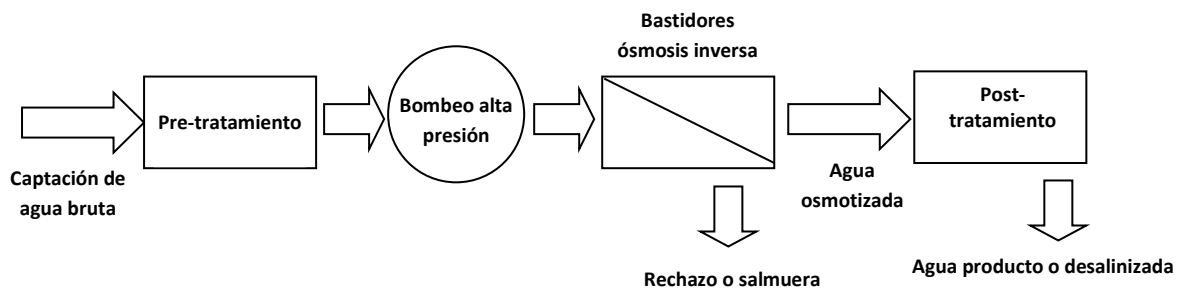 Bastidores
ósmosis inversa
Pre-tratamiento
Bombeo alta
presión
Post-
tratamiento
Captación de
agua bruta
Agua
osmotizada
Rechazo o salmuera
Agua producto o desalinizada